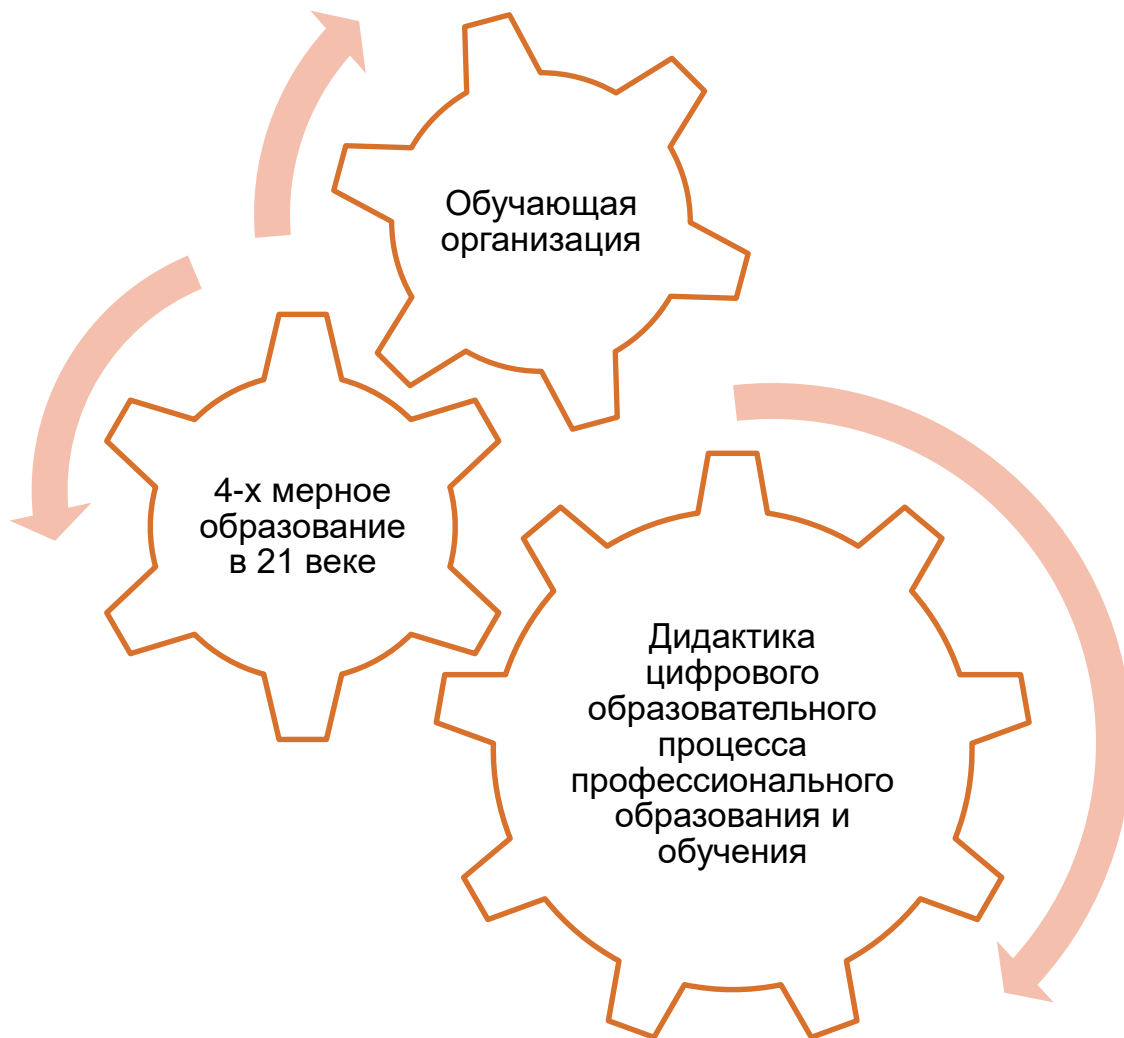 Обучающая
организация
4-х мерное
образование
в 21 веке
Дидактика
цифрового
образовательного
процесса
профессионального
образования и
обучения